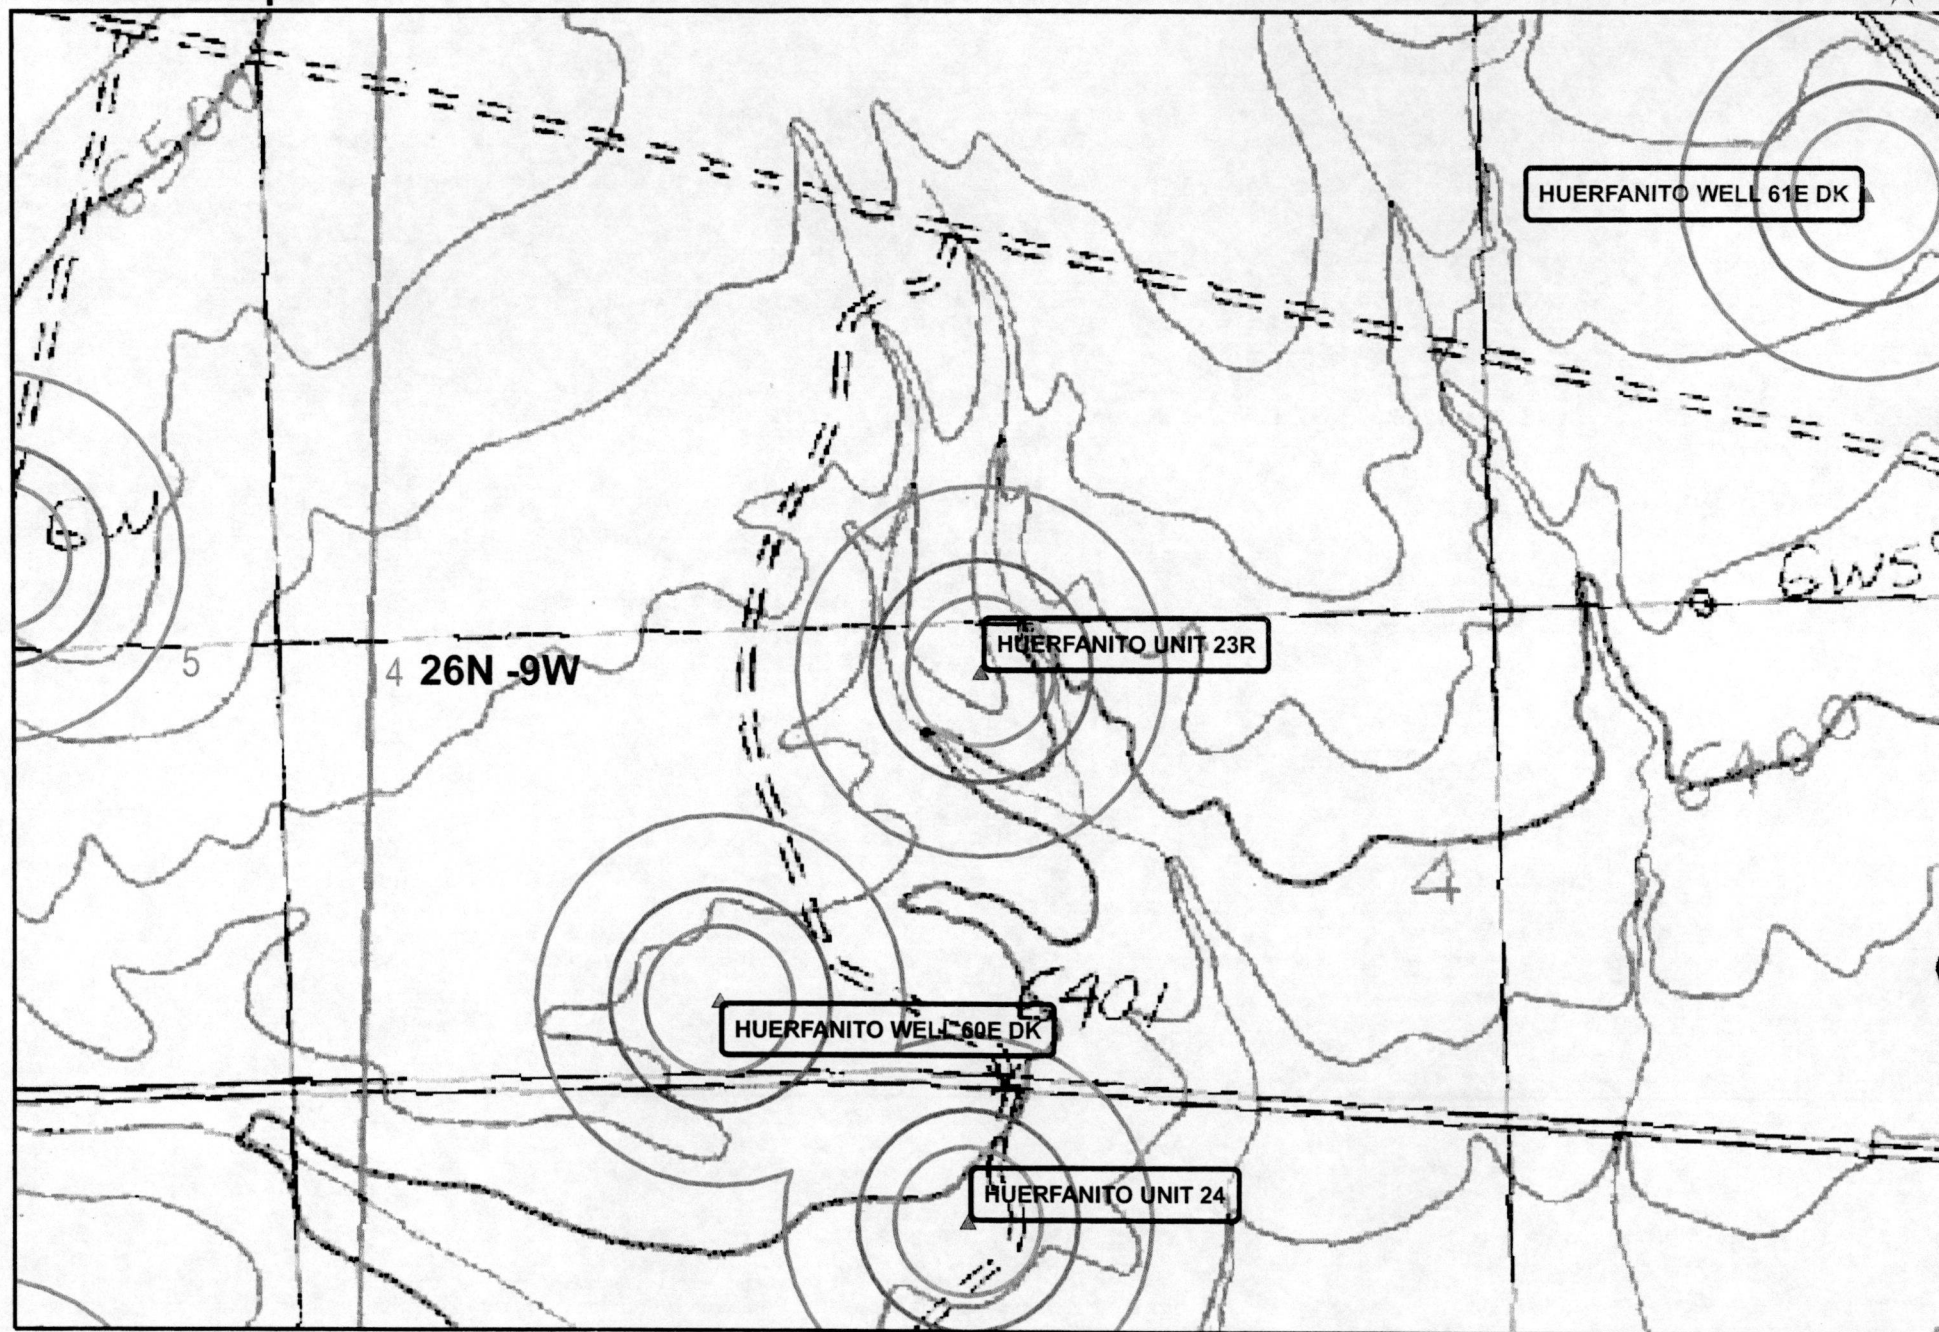 6500
HUERFANITO WELL 61E DK
GW
GWS
HUERFANITO UNIT 23R
5
4
26N -9W
6400
4
6401
HUERFANITO WELL 60E DK
HUERFANITO UNIT 24